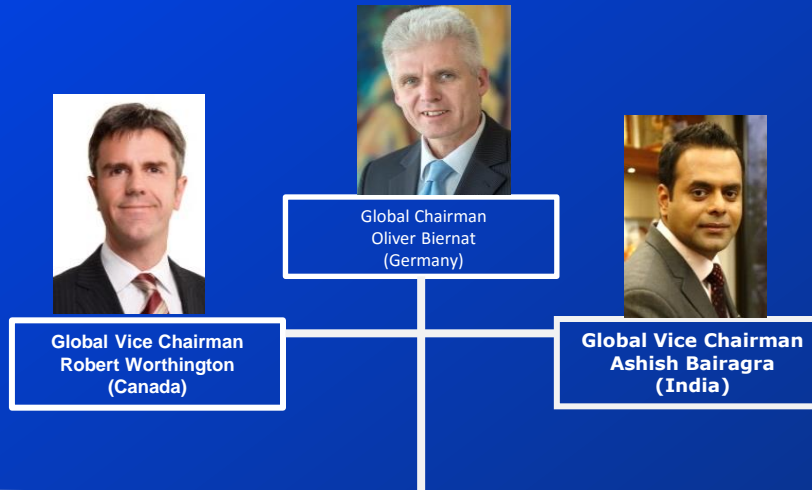 Global Chairman
Oliver Biernat
(Germany)
Global Vice Chairman
Robert Worthington
(Canada)
Global Vice Chairman
Ashish Bairagra
(India)